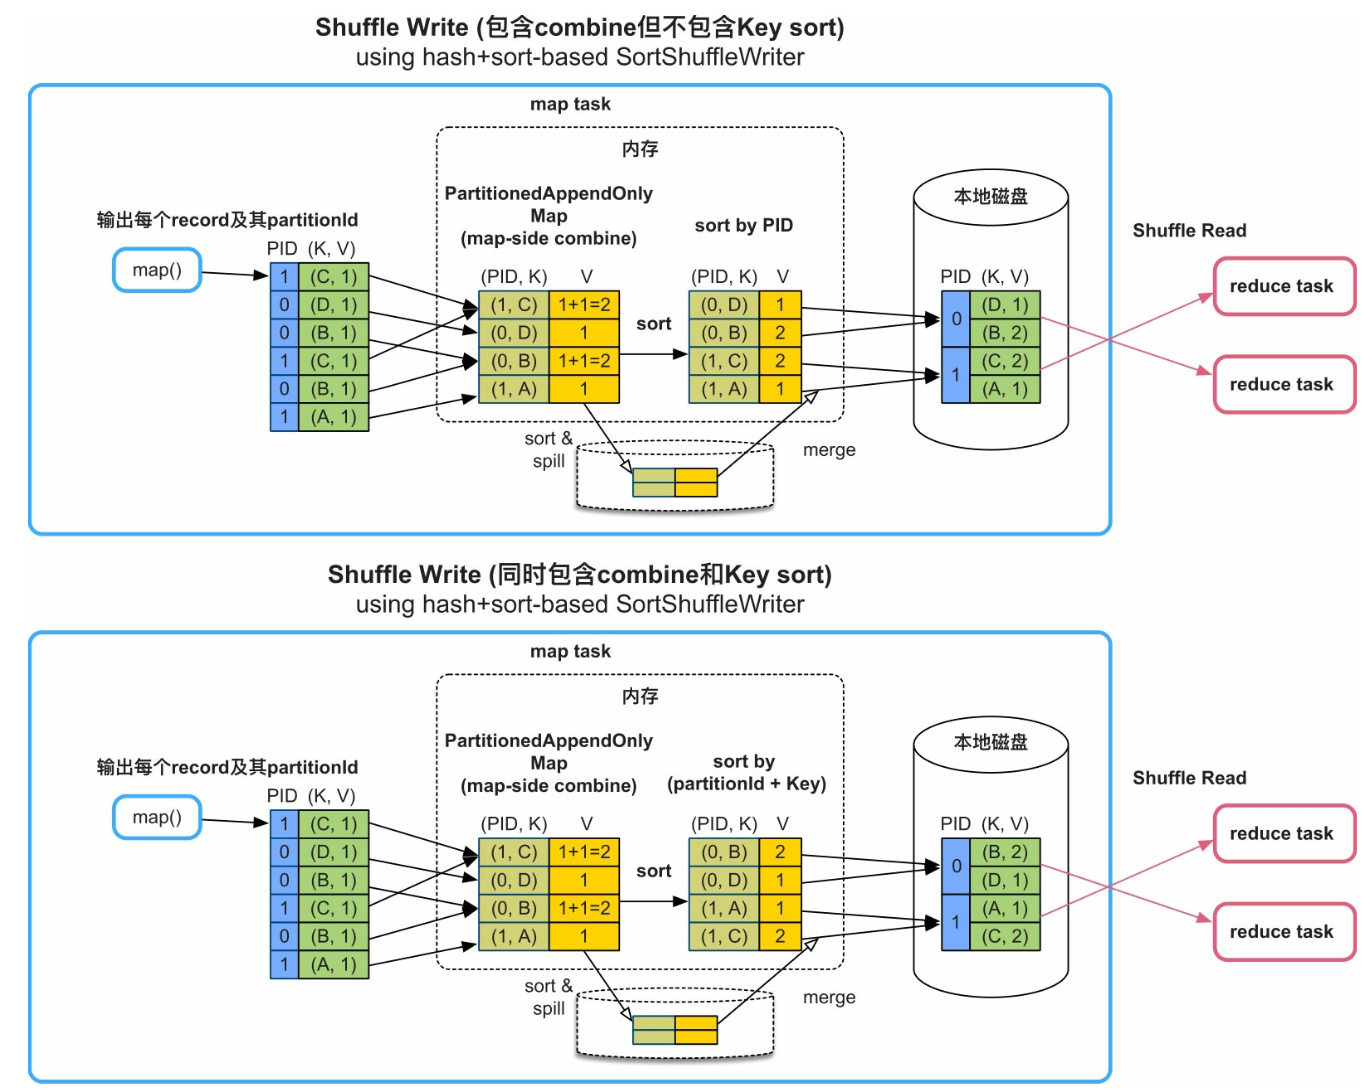 Shuffle Write (包含combine但不包含Key sort)
using hash+sort-based SortShuffleWriter
map task
内存
输出每个record及其partitionId
map()
PID (K, V)
1 (C, 1)
0 (D, 1)
0 (B, 1)
1 (C, 1)
0 (B, 1)
1 (A, 1)
PartitionedAppendOnly
Map
(map-side combine)
(PID, K) V
(1, C) 1+1=2
(0, D) 1
(0, B) 1+1=2
(1, A) 1
sort
sort by PID
(PID, K) V
(0, D) 1
(0, B) 2
(1, C) 2
(1, A) 1
sort &
spill
merge
本地磁盘
PID (K, V)
0
(D, 1)
(B, 2)
1
(C, 2)
(A, 1)
Shuffle Read
reduce task
reduce task
Shuffle Write (同时包含combine和Key sort)
using hash+sort-based SortShuffleWriter
map task
内存
输出每个record及其partitionId
map()
PID (K, V)
1 (C, 1)
0 (D, 1)
0 (B, 1)
1 (C, 1)
0 (B, 1)
1 (A, 1)
PartitionedAppendOnly
Map
(map-side combine)
(PID, K) V
(1, C) 1+1=2
(0, D) 1
(0, B) 1+1=2
(1, A) 1
sort
sort by
(partitionId + Key)
(PID, K) V
(0, B) 2
(0, D) 1
(1, A) 1
(1, C) 2
sort &
spill
merge
本地磁盘
PID (K, V)
0
(B, 2)
(D, 1)
1
(A, 1)
(C, 2)
Shuffle Read
reduce task
reduce task